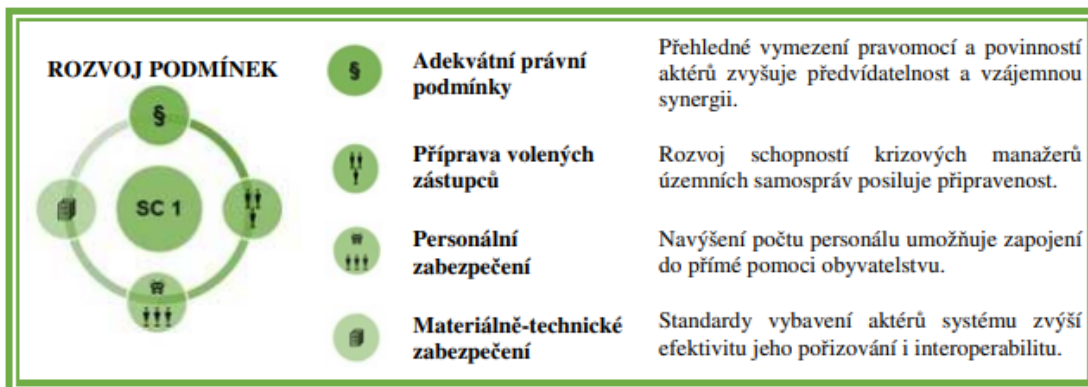 ROZVOJ PODMÍNEK
§
SC 1
§
Adekvátní právní
podmínky
Přehledné vymezení pravomocí a povinností
aktérů zvyšuje předvídatelnost a vzájemnou
synergii.
Příprava volených
zástupců
Rozvoj schopností krizových manažerů
územních samospráv posiluje připravenost.
Personální
zabezpečení
Navýšení počtu personálu umožňuje zapojení
do přímé pomoci obyvatelstvu.
Materiálně-technické
zabezpečení
Standardy vybavení aktérů systému zvýší
efektivitu jeho pořizování i interoperabilitu.